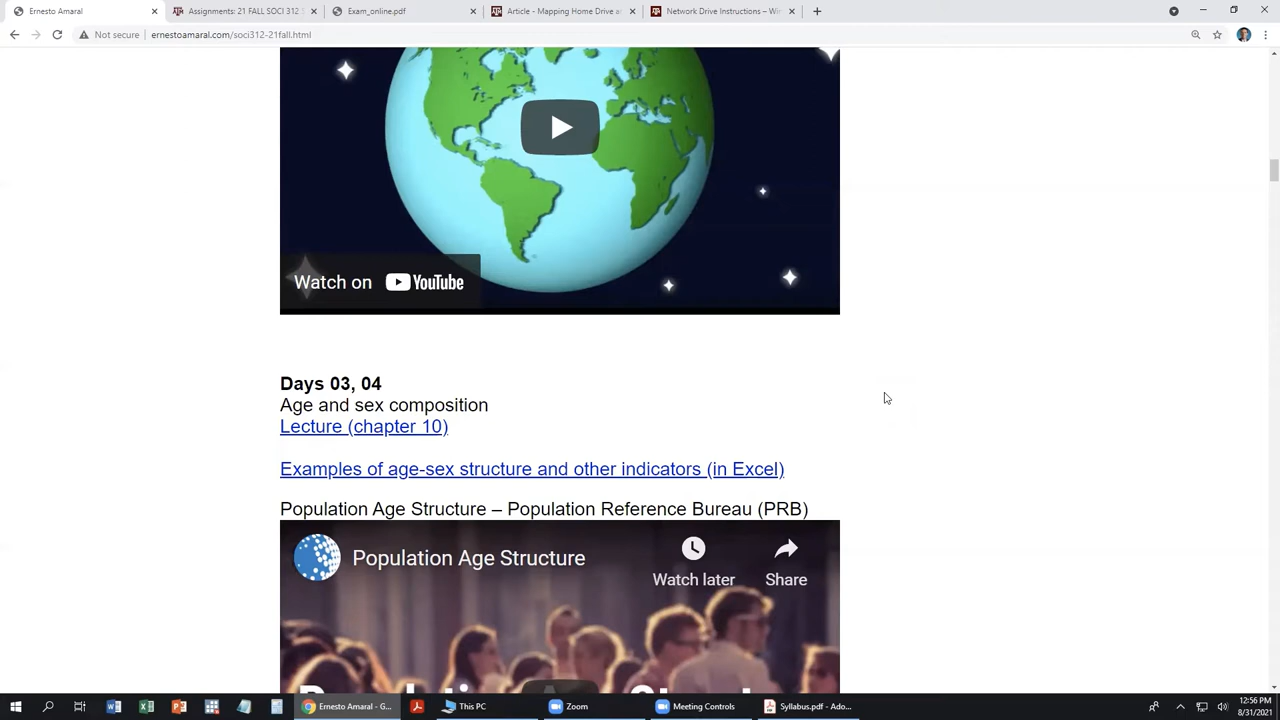 Ernesto Amaral
Assignments: 21 FALL SOCI 312.5
Exam_online.pdf
Article - Mapping Home Drive at
Network Drive Instructions – Win
Not secure
ernestoamaral.com/soci312-21fall.html
Watch on YouTube
Days 03, 04
Age and sex composition
Lecture (chapter 10)
Examples of age-sex structure and other indicators (in Excel)
Population Age Structure – Population Reference Bureau (PRB)
Population Age Structure
Watch later
Share
Ernesto Amaral - G...
This PC
Zoom
Meeting Controls
Syllabus.pdf - Ado...
12:56 PM
8/31/2021